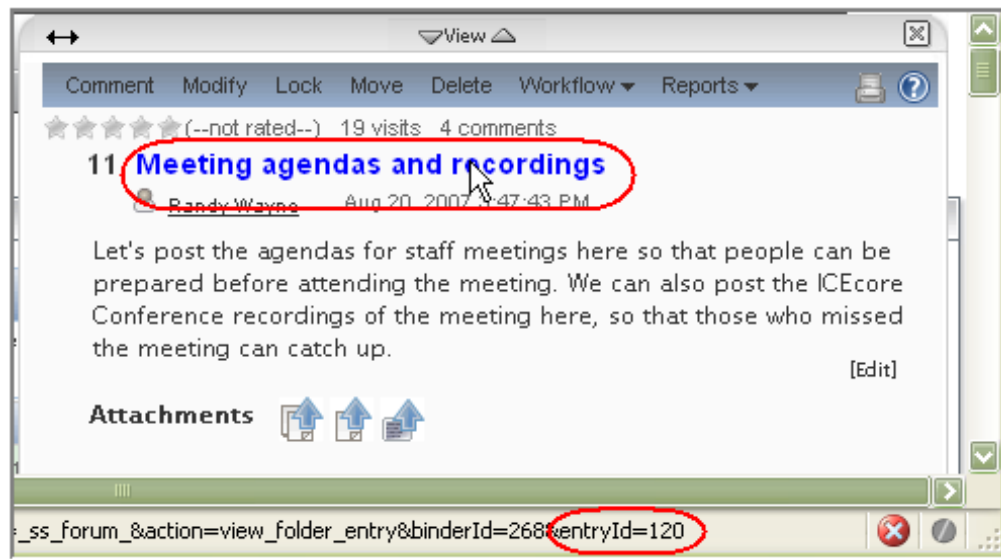 View
Comment Modify Lock Move Delete Workflow Reports
(--not rated--) 19 visits 4 comments
11 Meeting agendas and recordings
Randy Wayne Aug 20, 2007 3:47:43 PM
Let's post the agendas for staff meetings here so that people can be
prepared before attending the meeting. We can also post the ICEcore
Conference recordings of the meeting here, so that those who missed
the meeting can catch up.
[Edit]
Attachments
=_ss_forum_&action=view_folder_entry&binderId=268&entryId=120